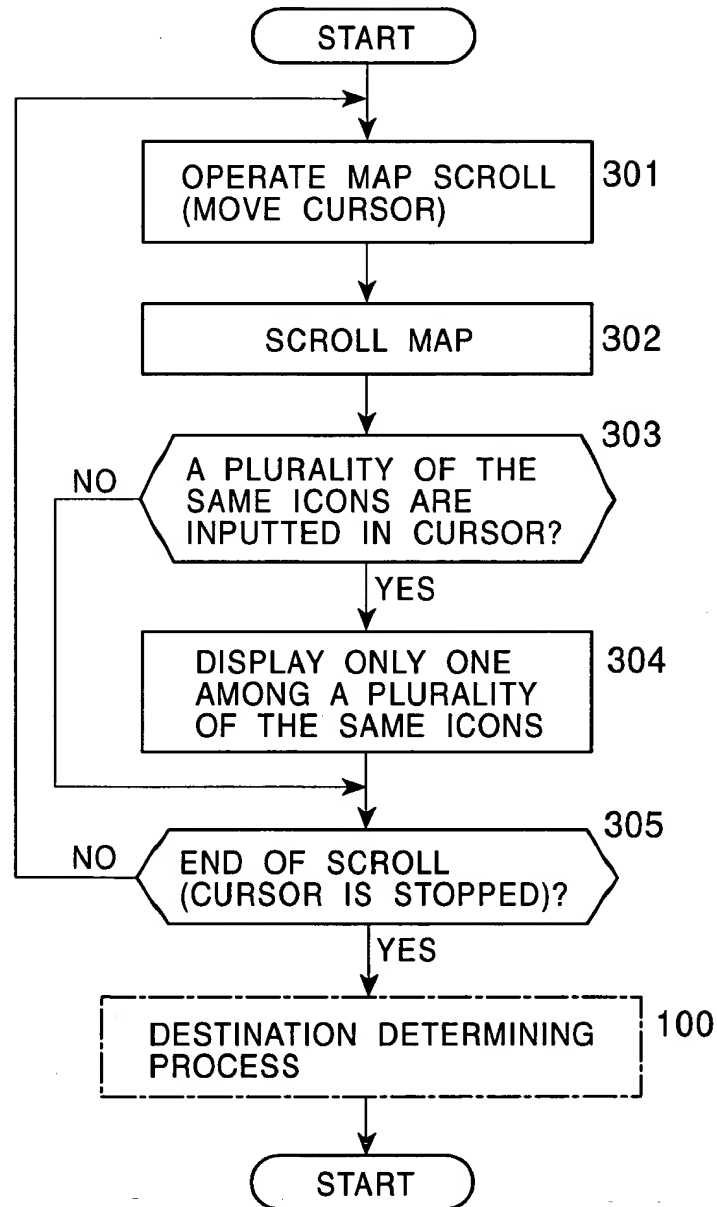 START
OPERATE MAP SCROLL
(MOVE CURSOR)
301
SCROLL MAP
302
303
A PLURALITY OF THE
SAME ICONS ARE
INPUTTED IN CURSOR?
NO
YES
304
DISPLAY ONLY ONE
AMONG A PLURALITY
OF THE SAME ICONS
305
NO
END OF SCROLL
(CURSOR IS STOPPED)?
YES
100
DESTINATION DETERMINING
PROCESS
START